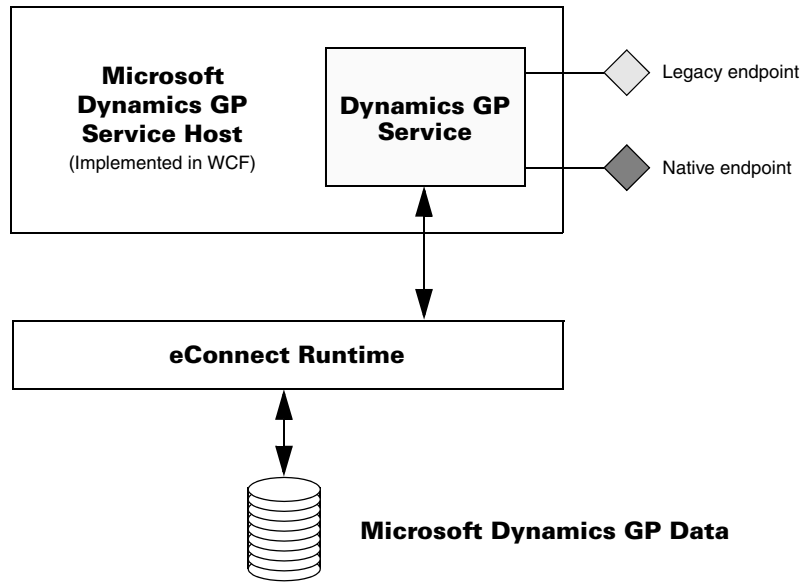 Microsoft
Dynamics GP
Service Host
(Implemented in WCF)
Dynamics GP
Service
Legacy endpoint
Native endpoint
eConnect Runtime
Microsoft Dynamics GP Data